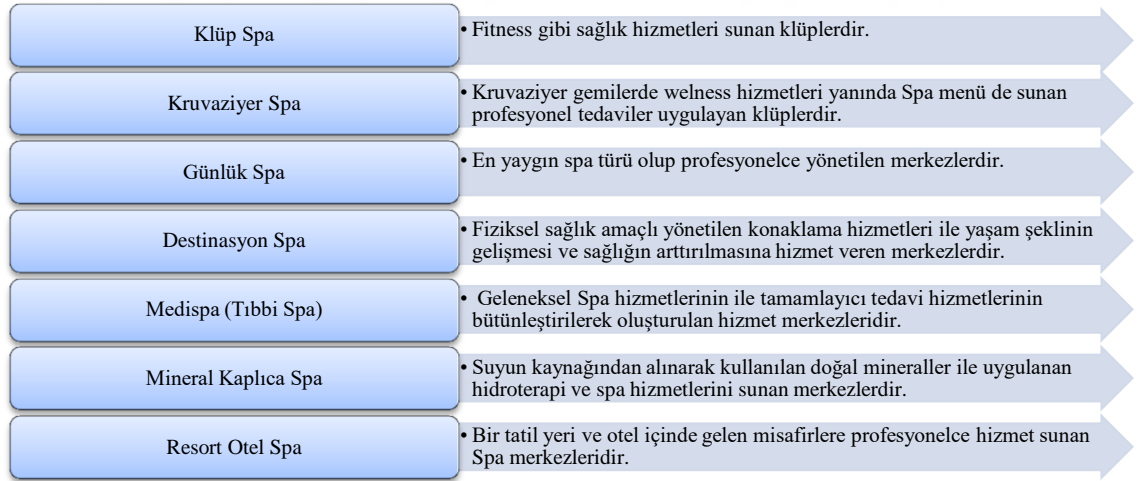 Klüp Spa
• Fitness gibi sağlık hizmetleri sunan klüplerdir.
Kruvaziyer Spa
• Kruvaziyer gemilerde welness hizmetleri yanında Spa menü de sunan
profesyonel tedaviler uygulayan klüplerdir.
Günlük Spa
• En yaygın spa türü olup profesyonelce yönetilen merkezlerdir.
Destinasyon Spa
• Fiziksel sağlık amaçlı yönetilen konaklama hizmetleri ile yaşam şeklinin
gelişmesi ve sağlığın arttırılmasına hizmet veren merkezlerdir.
Medispa (Tıbbi Spa)
• Geleneksel Spa hizmetlerinin ile tamamlayıcı tedavi hizmetlerinin
bütünleştirilerek oluşturulan hizmet merkezleridir.
Mineral Kaplıca Spa
• Suyun kaynağından alınarak kullanılan doğal mineraller ile uygulanan
hidroterapi ve spa hizmetlerini sunan merkezlerdir.
Resort Otel Spa
• Bir tatil yeri ve otel içinde gelen misafirlere profesyonelce hizmet sunan
Spa merkezleridir.